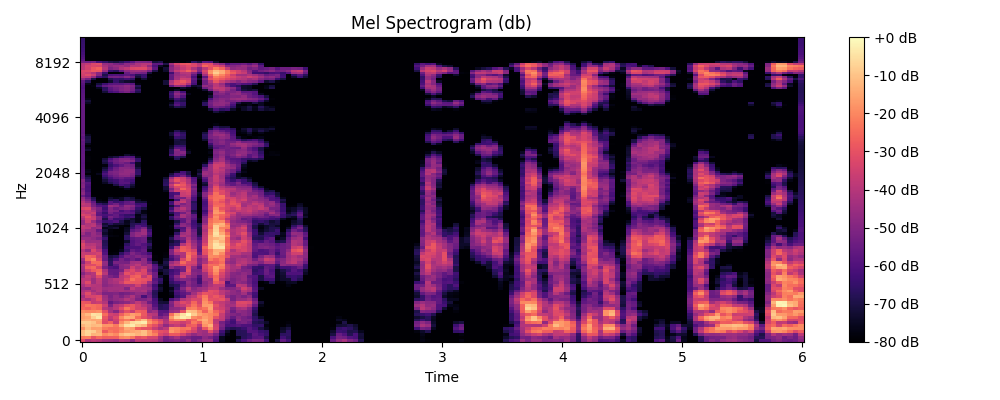 Mel Spectrogram (db)
8192
4096
2048
1024
512
0
Hz
0 1 2 3 4 5 6
Time
+0 dB
-10 dB
-20 dB
-30 dB
-40 dB
-50 dB
-60 dB
-70 dB
-80 dB